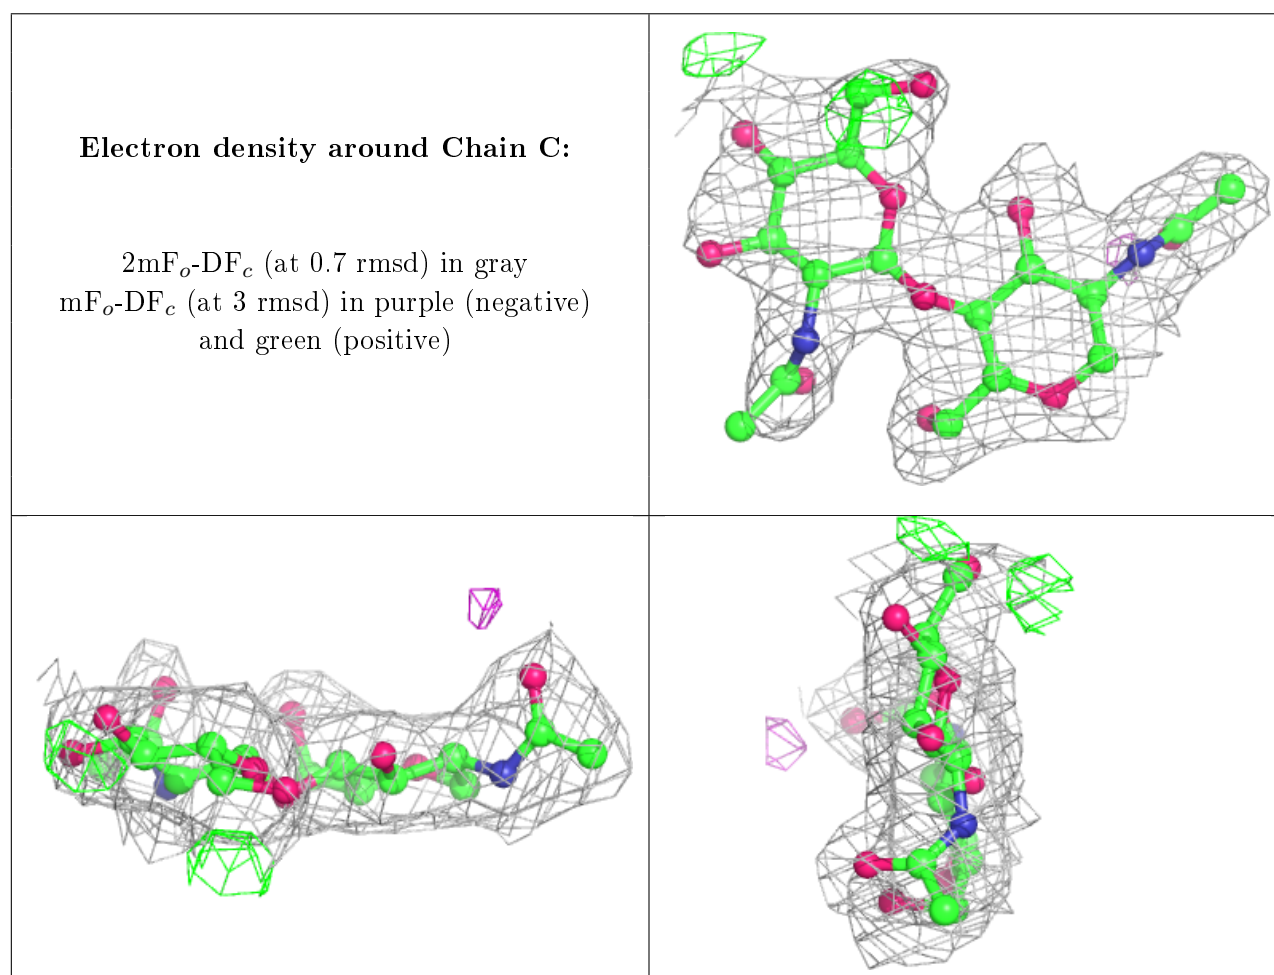 Electron density around Chain C:
2mFₒ-DF𝒸 (at 0.7 rmsd) in gray
mFₒ-DF𝒸 (at 3 rmsd) in purple (negative)
and green (positive)